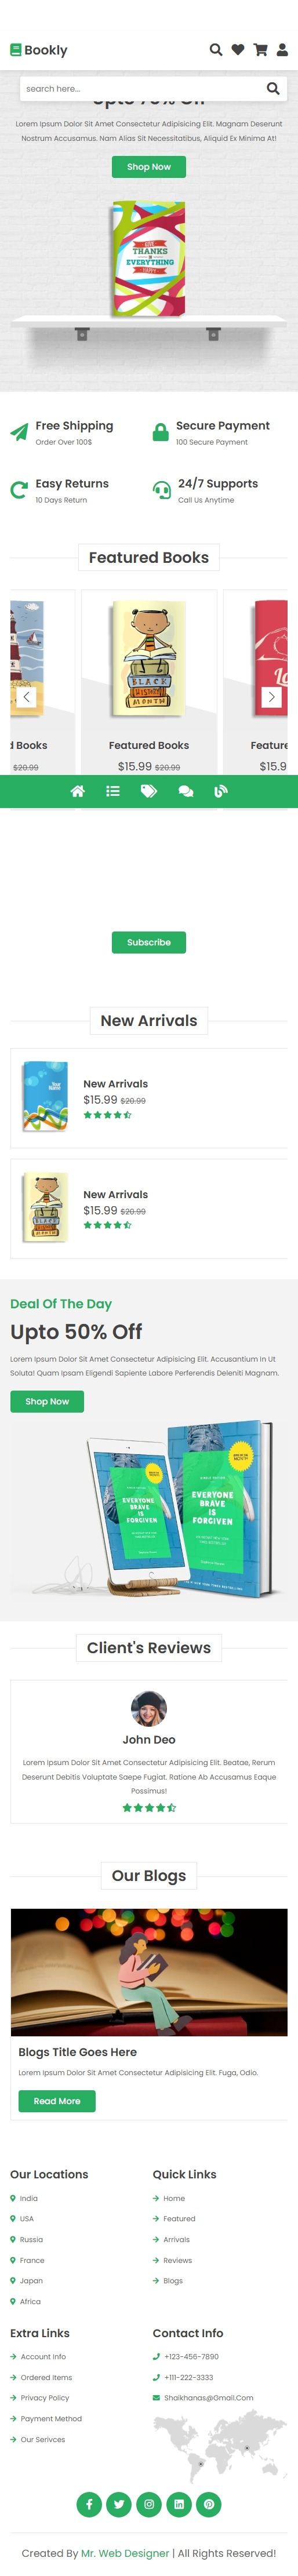 Bookly
search here...
Upto 70% Off
Lorem Ipsum Dolor Sit Amet Consectetur Adipisicing Elit. Magnam Deserunt
Nostrum Accusamus. Nam Alias Sit Necessitatibus, Aliquid Ex Minima At!
Shop Now
THANKS
IN
EVERYTHING
HAPPY
Free Shipping
Order Over 100$
Secure Payment
100 Secure Payment
Easy Returns
10 Days Return
24/7 Supports
Call Us Anytime
Featured Books
BLACK
HISTORY
MONTH
d Books
Featured Books
Feature
$20.99
$15.99 $20.99
$15.9
Subscribe
New Arrivals
New Arrivals
$15.99 $20.99
BLACK
HISTORY
MONTH
New Arrivals
$15.99 $20.99
Deal Of The Day
Upto 50% Off
Lorem Ipsum Dolor Sit Amet Consectetur Adipisicing Elit. Accusantium In Ut
Soluta! Quam Ipsam Eligendi Sapiente Labore Perferendis Deleniti Magnam.
Shop Now
EVERYONE
BRAVE IS
FORGIVEN
EVERYONE
BRAVE
IS
FORGIVEN
Client's Reviews
John Deo
Lorem Ipsum Dolor Sit Amet Consectetur Adipisicing Elit. Beatae, Rerum
Deserunt Debitis Voluptate Saepe Fugiat. Ratione Ab Accusamus Eaque
Possimus!
Our Blogs
Blogs Title Goes Here
Lorem Ipsum Dolor Sit Amet Consectetur Adipisicing Elit. Fuga, Odio.
Read More
Our Locations
India
USA
Russia
France
Japan
Africa
Quick Links
Home
Featured
Arrivals
Reviews
Blogs
Extra Links
Account Info
Ordered Items
Privacy Policy
Payment Method
Our Serivces
Contact Info
+123-456-7890
+111-222-3333
Shaikhanas@Gmail.Com
Created By Mr. Web Designer | All Rights Reserved!